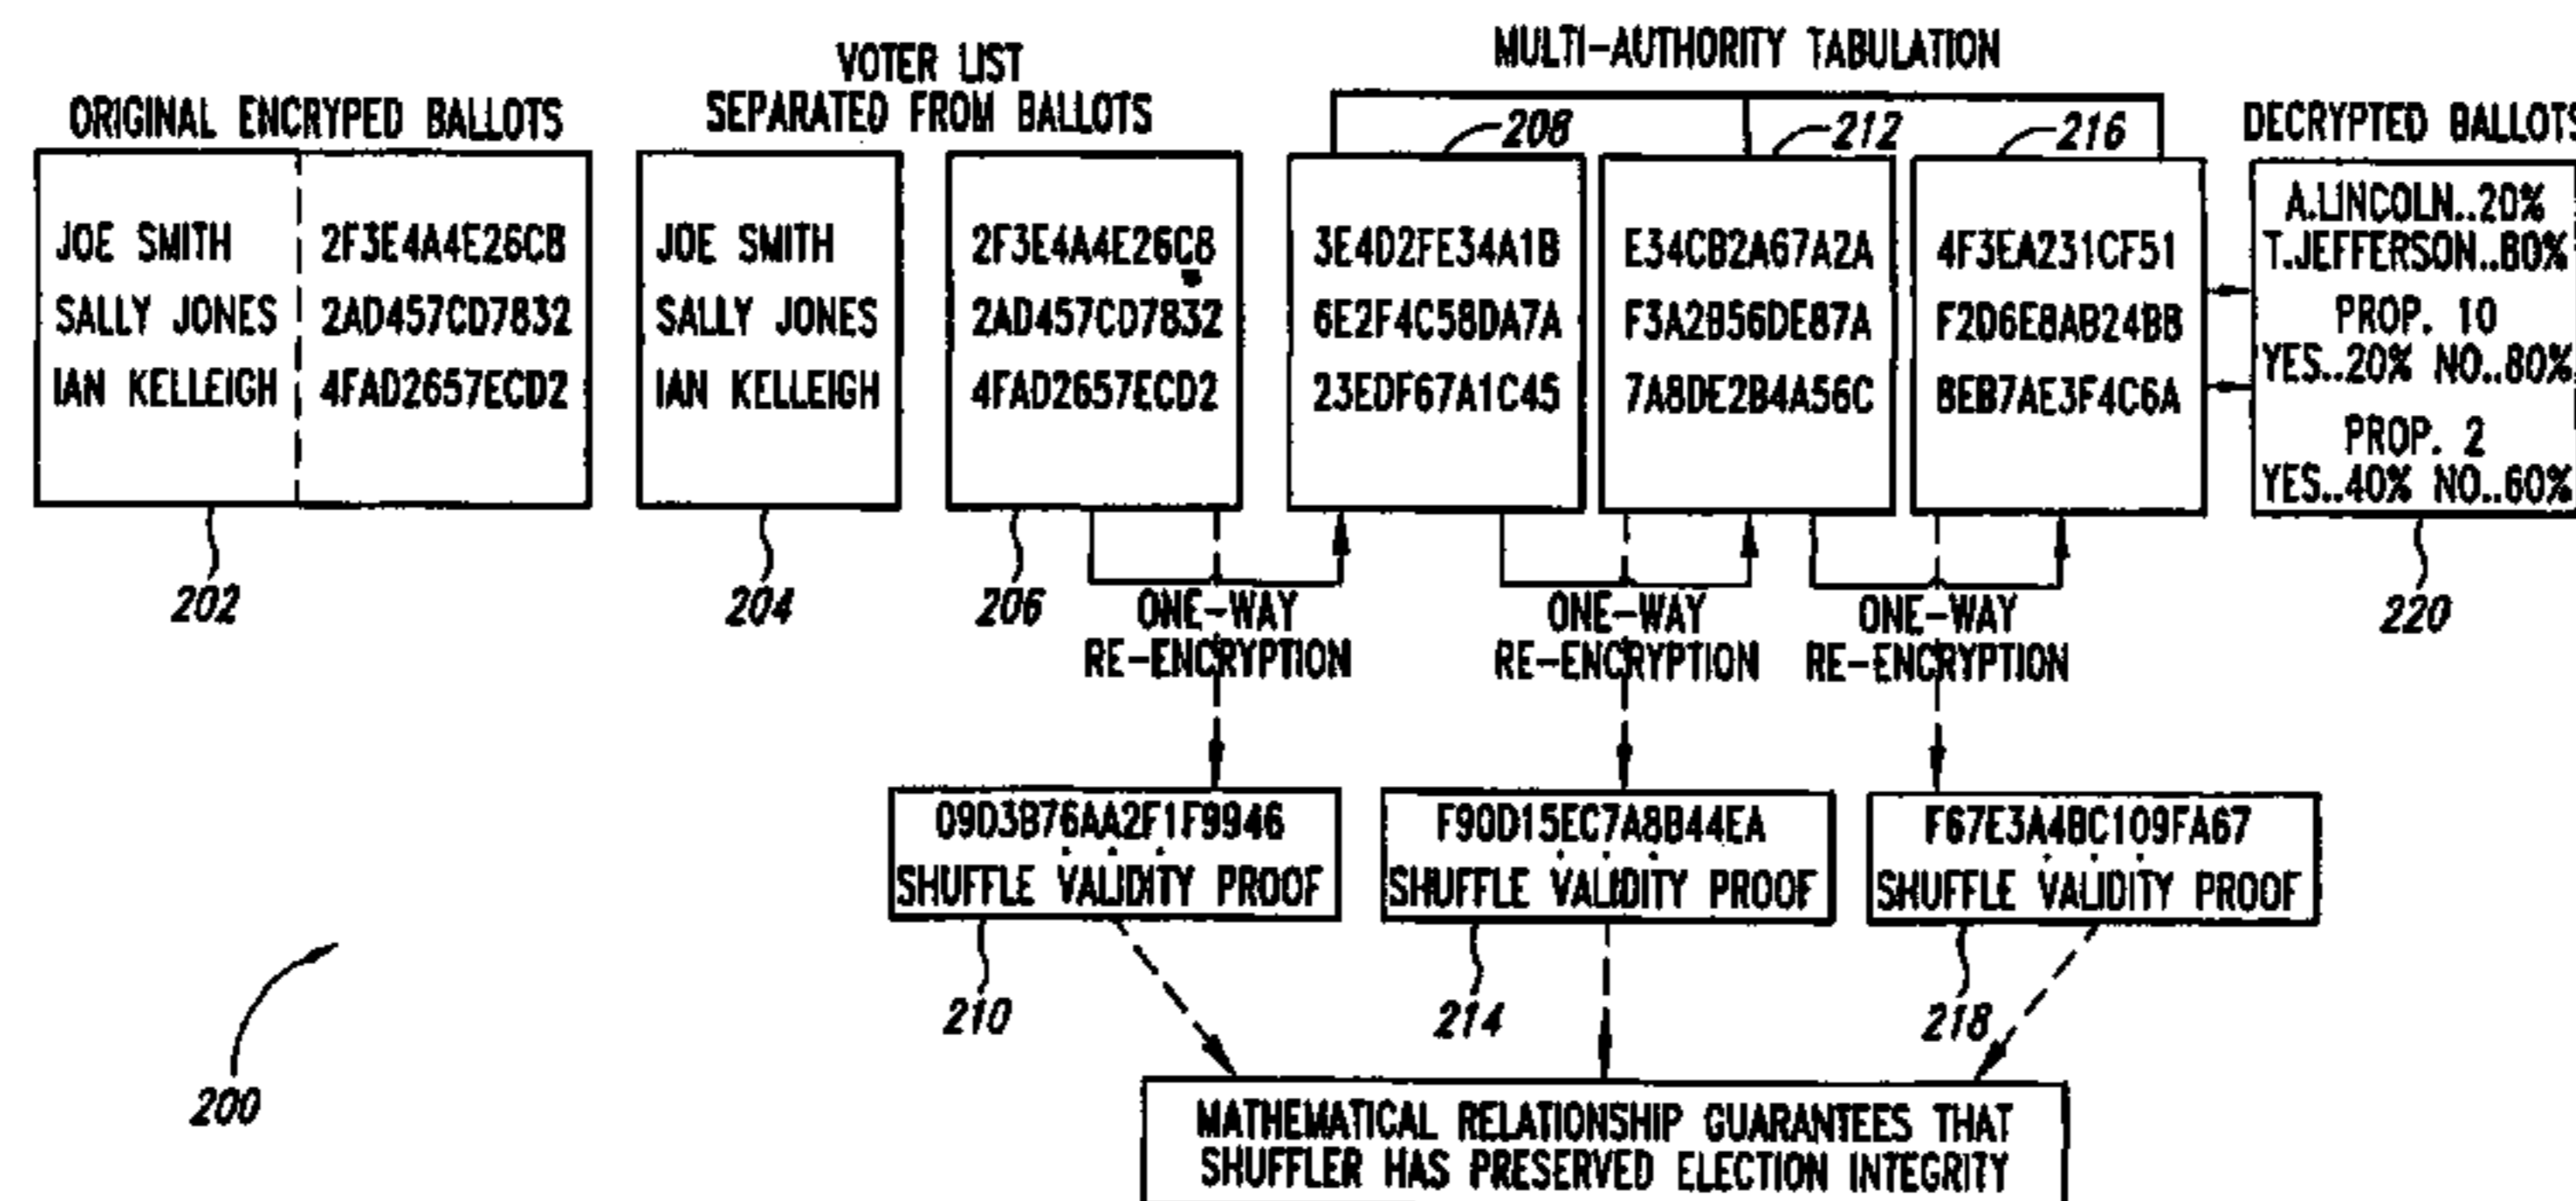 ORIGINAL ENCRYPED BALLOTS
VOTER LIST
SEPARATED FROM BALLOTS
MULTI-AUTHORITY TABULATION
DECRYPTED BALLOTS
208
212
216
JOE SMITH 2F3E4A4E26C8
SALLY JONES 2AD457CD7832
IAN KELLEIGH 4FAD2657ECD2
JOE SMITH
SALLY JONES
IAN KELLEIGH
2F3E4A4E26C8
2AD457CD7832
4FAD2657ECD2
3E4D2FE34A1B
6E2F4C58DA7A
23EDF67A1C45
E34CB2A67A2A
F3A2B56DE87A
7A8DE2B4A56C
4F3EA231CF51
F2D6E8AB24BB
8EB7AE3F4C6A
A.LINCOLN..20%
T.JEFFERSON..80%
PROP. 10
YES..20% NO..80%
PROP. 2
YES..40% NO..60%
202
204
206
220
ONE-WAY
RE-ENCRYPTION
ONE-WAY
RE-ENCRYPTION
ONE-WAY
RE-ENCRYPTION
09D3B76AA2F1F9946
. . .
SHUFFLE VALIDITY PROOF
F90D15EC7A8B44EA
. . .
SHUFFLE VALIDITY PROOF
F67E3A4BC109FA67
. . .
SHUFFLE VALIDITY PROOF
210
214
218
200
MATHEMATICAL RELATIONSHIP GUARANTEES THAT
SHUFFLER HAS PRESERVED ELECTION INTEGRITY